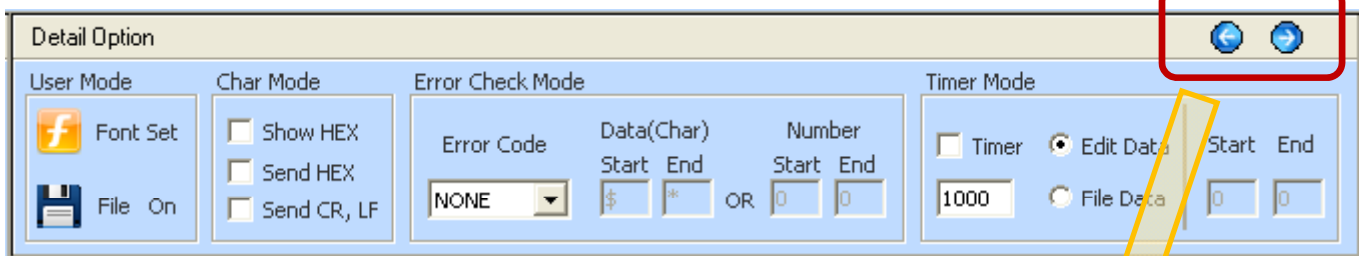 Detail Option
User Mode
Font Set
File On
Char Mode
Show HEX
Send HEX
Send CR, LF
Error Check Mode
Error Code
NONE
Data(Char)
Start End
$ *
OR
Number
Start End
0 0
Timer Mode
Timer
1000
Edit Data
File Data
Start End
0 0